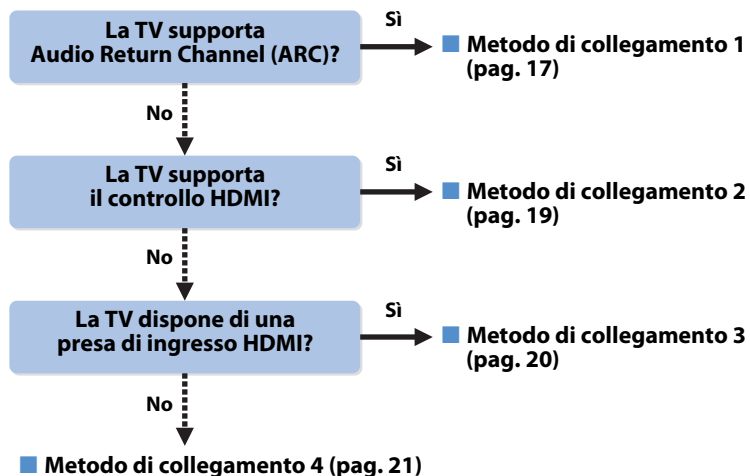 La TV supporta
Audio Return Channel (ARC)?
Sì
■ Metodo di collegamento 1
(pag. 17)
No
La TV supporta
il controllo HDMI?
Sì
■ Metodo di collegamento 2
(pag. 19)
No
La TV dispone di una
presa di ingresso HDMI?
Sì
■ Metodo di collegamento 3
(pag. 20)
No
■ Metodo di collegamento 4 (pag. 21)